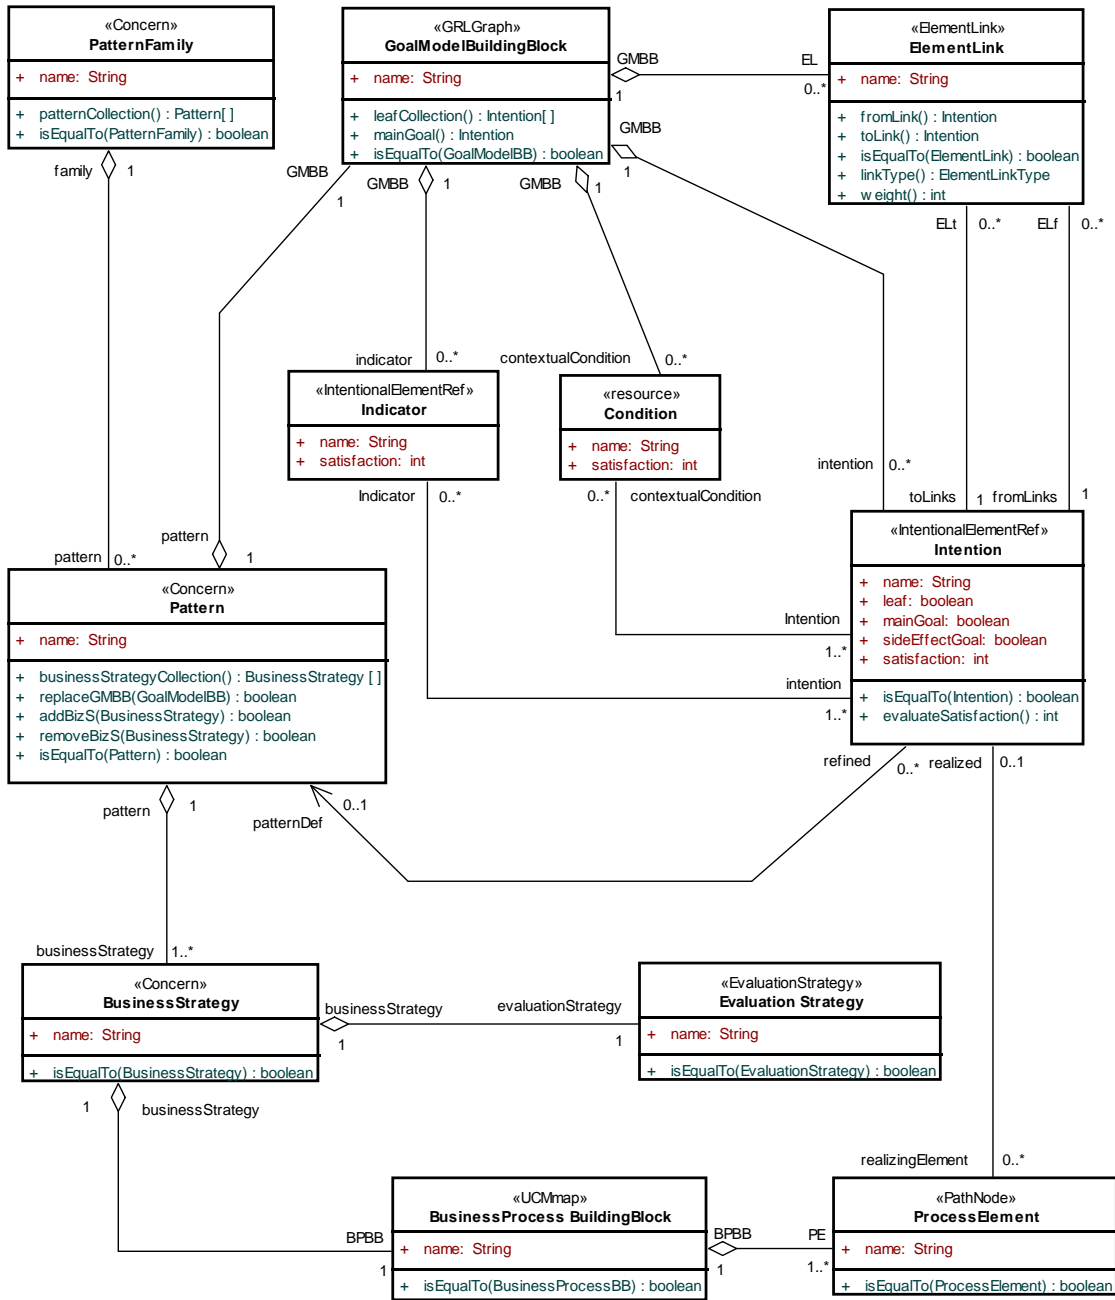 «Concern»
PatternFamily
+ name: String
+ patternCollection() : Pattern[ ]
+ isEqualTo(PatternFamily) : boolean
family 1
«GRLGraph»
GoalModelBuildingBlock
+ name: String
+ leafCollection() : Intention[ ]
+ mainGoal() : Intention
+ isEqualTo(GoalModelBB) : boolean
GMBB EL
1 0..*
GMBB
1
«ElementLink»
ElementLink
+ name: String
+ fromLink() : Intention
+ toLink() : Intention
+ isEqualTo(ElementLink) : boolean
+ linkType() : ElementLinkType
+ weight() : int
GMBB
1
GMBB 1
GMBB 1
ELt 0..* ELf 0..*
indicator 0..*
contextualCondition 0..*
«IntentionalElementRef»
Indicator
+ name: String
+ satisfaction: int
Indicator 0..*
«resource»
Condition
+ name: String
+ satisfaction: int
0..* contextualCondition
intention 0..*
toLinks 1 fromLinks 1
«IntentionalElementRef»
Intention
+ name: String
+ leaf: boolean
+ mainGoal: boolean
+ sideEffectGoal: boolean
+ satisfaction: int
+ isEqualTo(Intention) : boolean
+ evaluateSatisfaction() : int
Intention
1..*
intention
1..*
pattern 0..*
pattern 1
«Concern»
Pattern
+ name: String
+ businessStrategyCollection() : BusinessStrategy [ ]
+ replaceGMBB(GoalModelBB) : boolean
+ addBizS(BusinessStrategy) : boolean
+ removeBizS(BusinessStrategy) : boolean
+ isEqualTo(Pattern) : boolean
pattern 1
patternDef 0..1
refined 0..* realized 0..1
businessStrategy 1..*
«Concern»
BusinessStrategy
+ name: String
+ isEqualTo(BusinessStrategy) : boolean
businessStrategy evaluationStrategy
1 1
«EvaluationStrategy»
Evaluation Strategy
+ name: String
+ isEqualTo(EvaluationStrategy) : boolean
1 businessStrategy
realizingElement 0..*
BPBB
1
«UCMmap»
BusinessProcess BuildingBlock
+ name: String
+ isEqualTo(BusinessProcessBB) : boolean
BPBB PE
1 1..*
«PathNode»
ProcessElement
+ name: String
+ isEqualTo(ProcessElement) : boolean